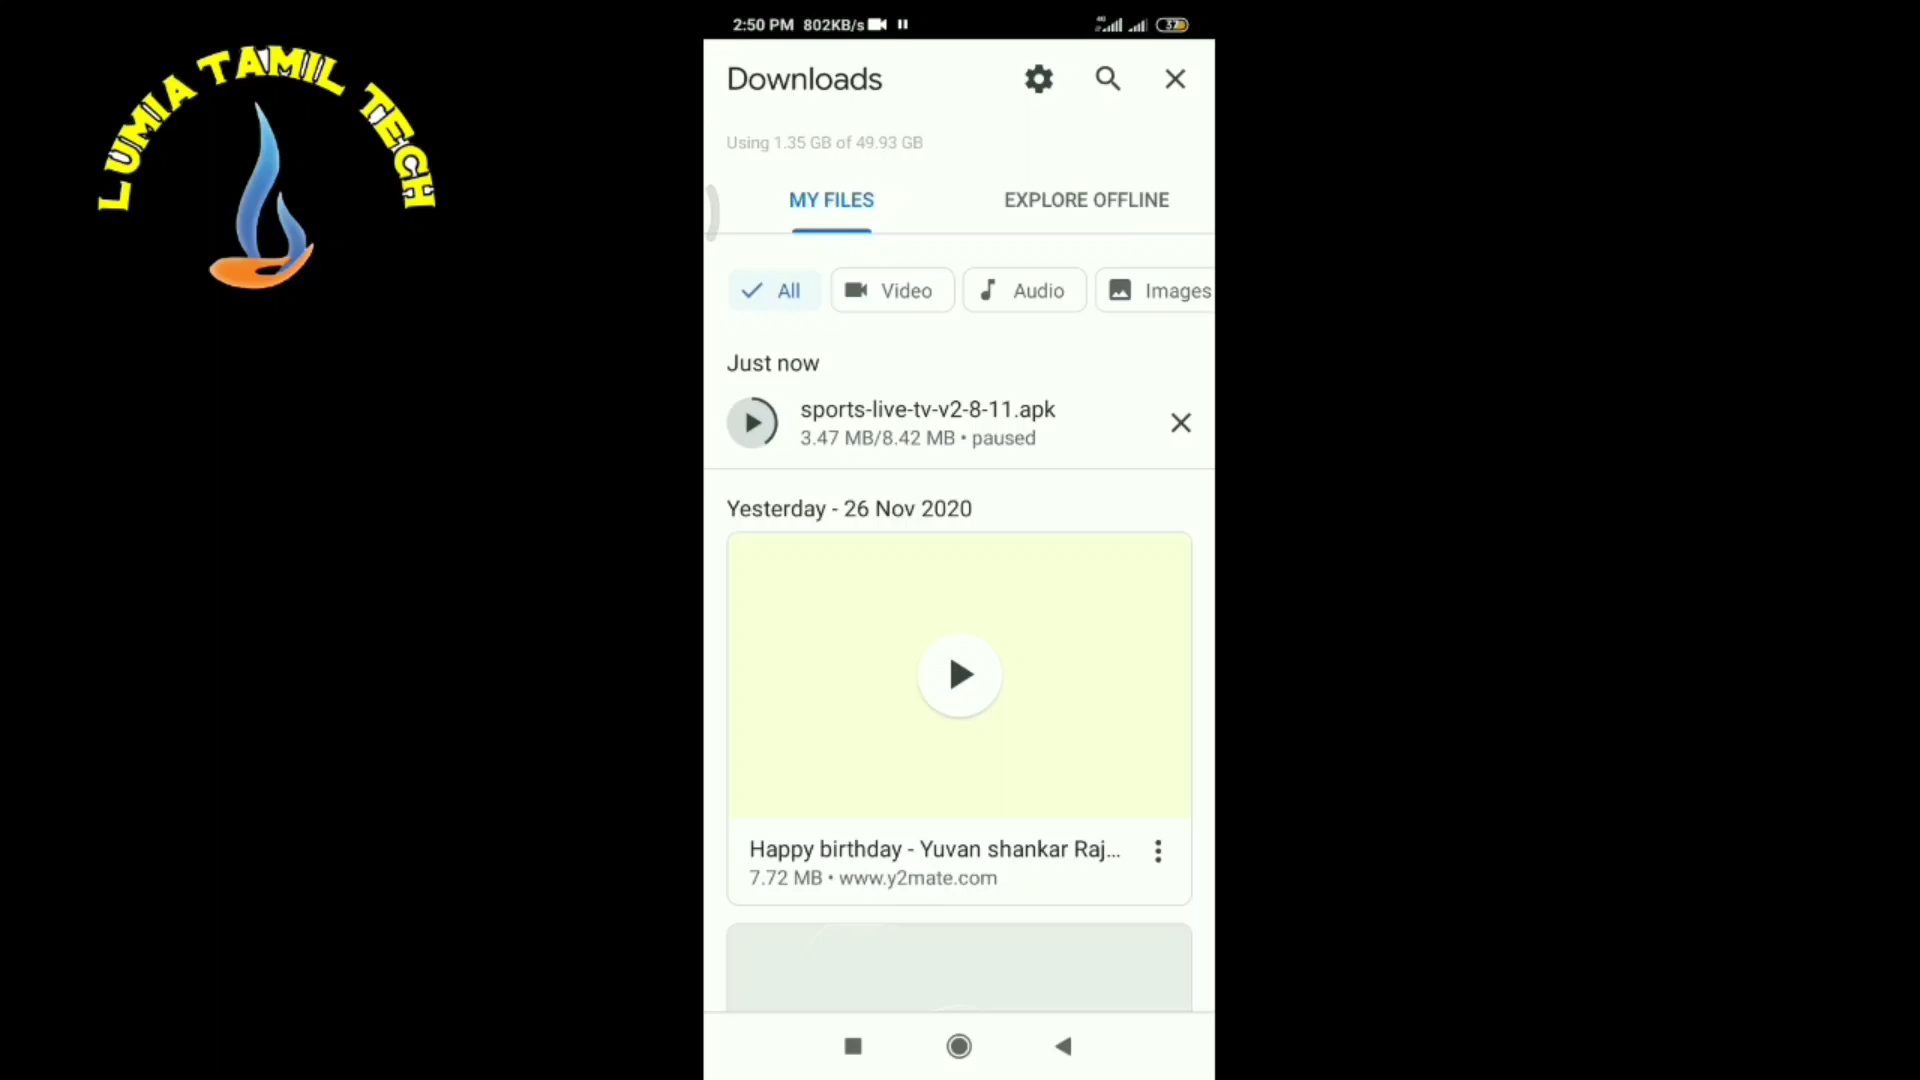 LUMIA TAMIL TECH
2:50 PM 802KB/s
4G
37
Downloads
Using 1.35 GB of 49.93 GB
MY FILES
EXPLORE OFFLINE
All
Video
Audio
Images
Just now
sports-live-tv-v2-8-11.apk
3.47 MB/8.42 MB • paused
Yesterday - 26 Nov 2020
Happy birthday - Yuvan shankar Raj...
7.72 MB • www.y2mate.com